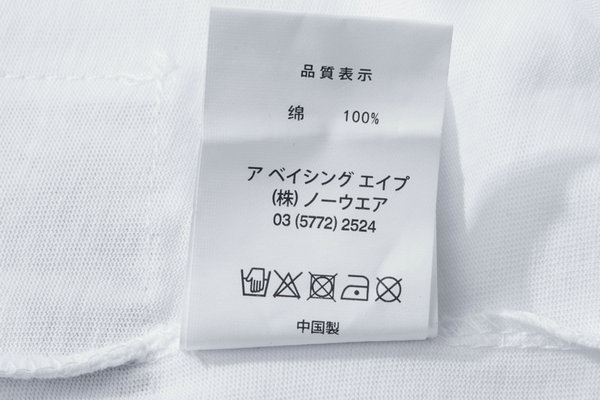 品質表示
绵 100%
ア ベイシング エイプ
(株) ノーウエア
03 (5772) 2524
中国製